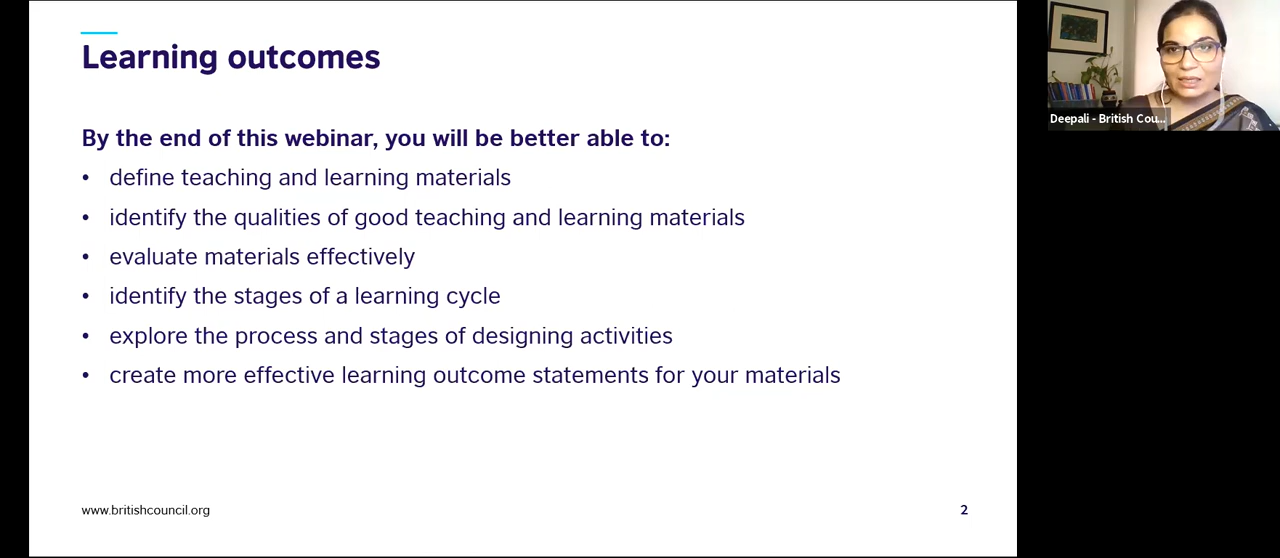 Learning outcomes
By the end of this webinar, you will be better able to:
• define teaching and learning materials
• identify the qualities of good teaching and learning materials
• evaluate materials effectively
• identify the stages of a learning cycle
• explore the process and stages of designing activities
• create more effective learning outcome statements for your materials
www.britishcouncil.org
2
Deepali - British Cou...